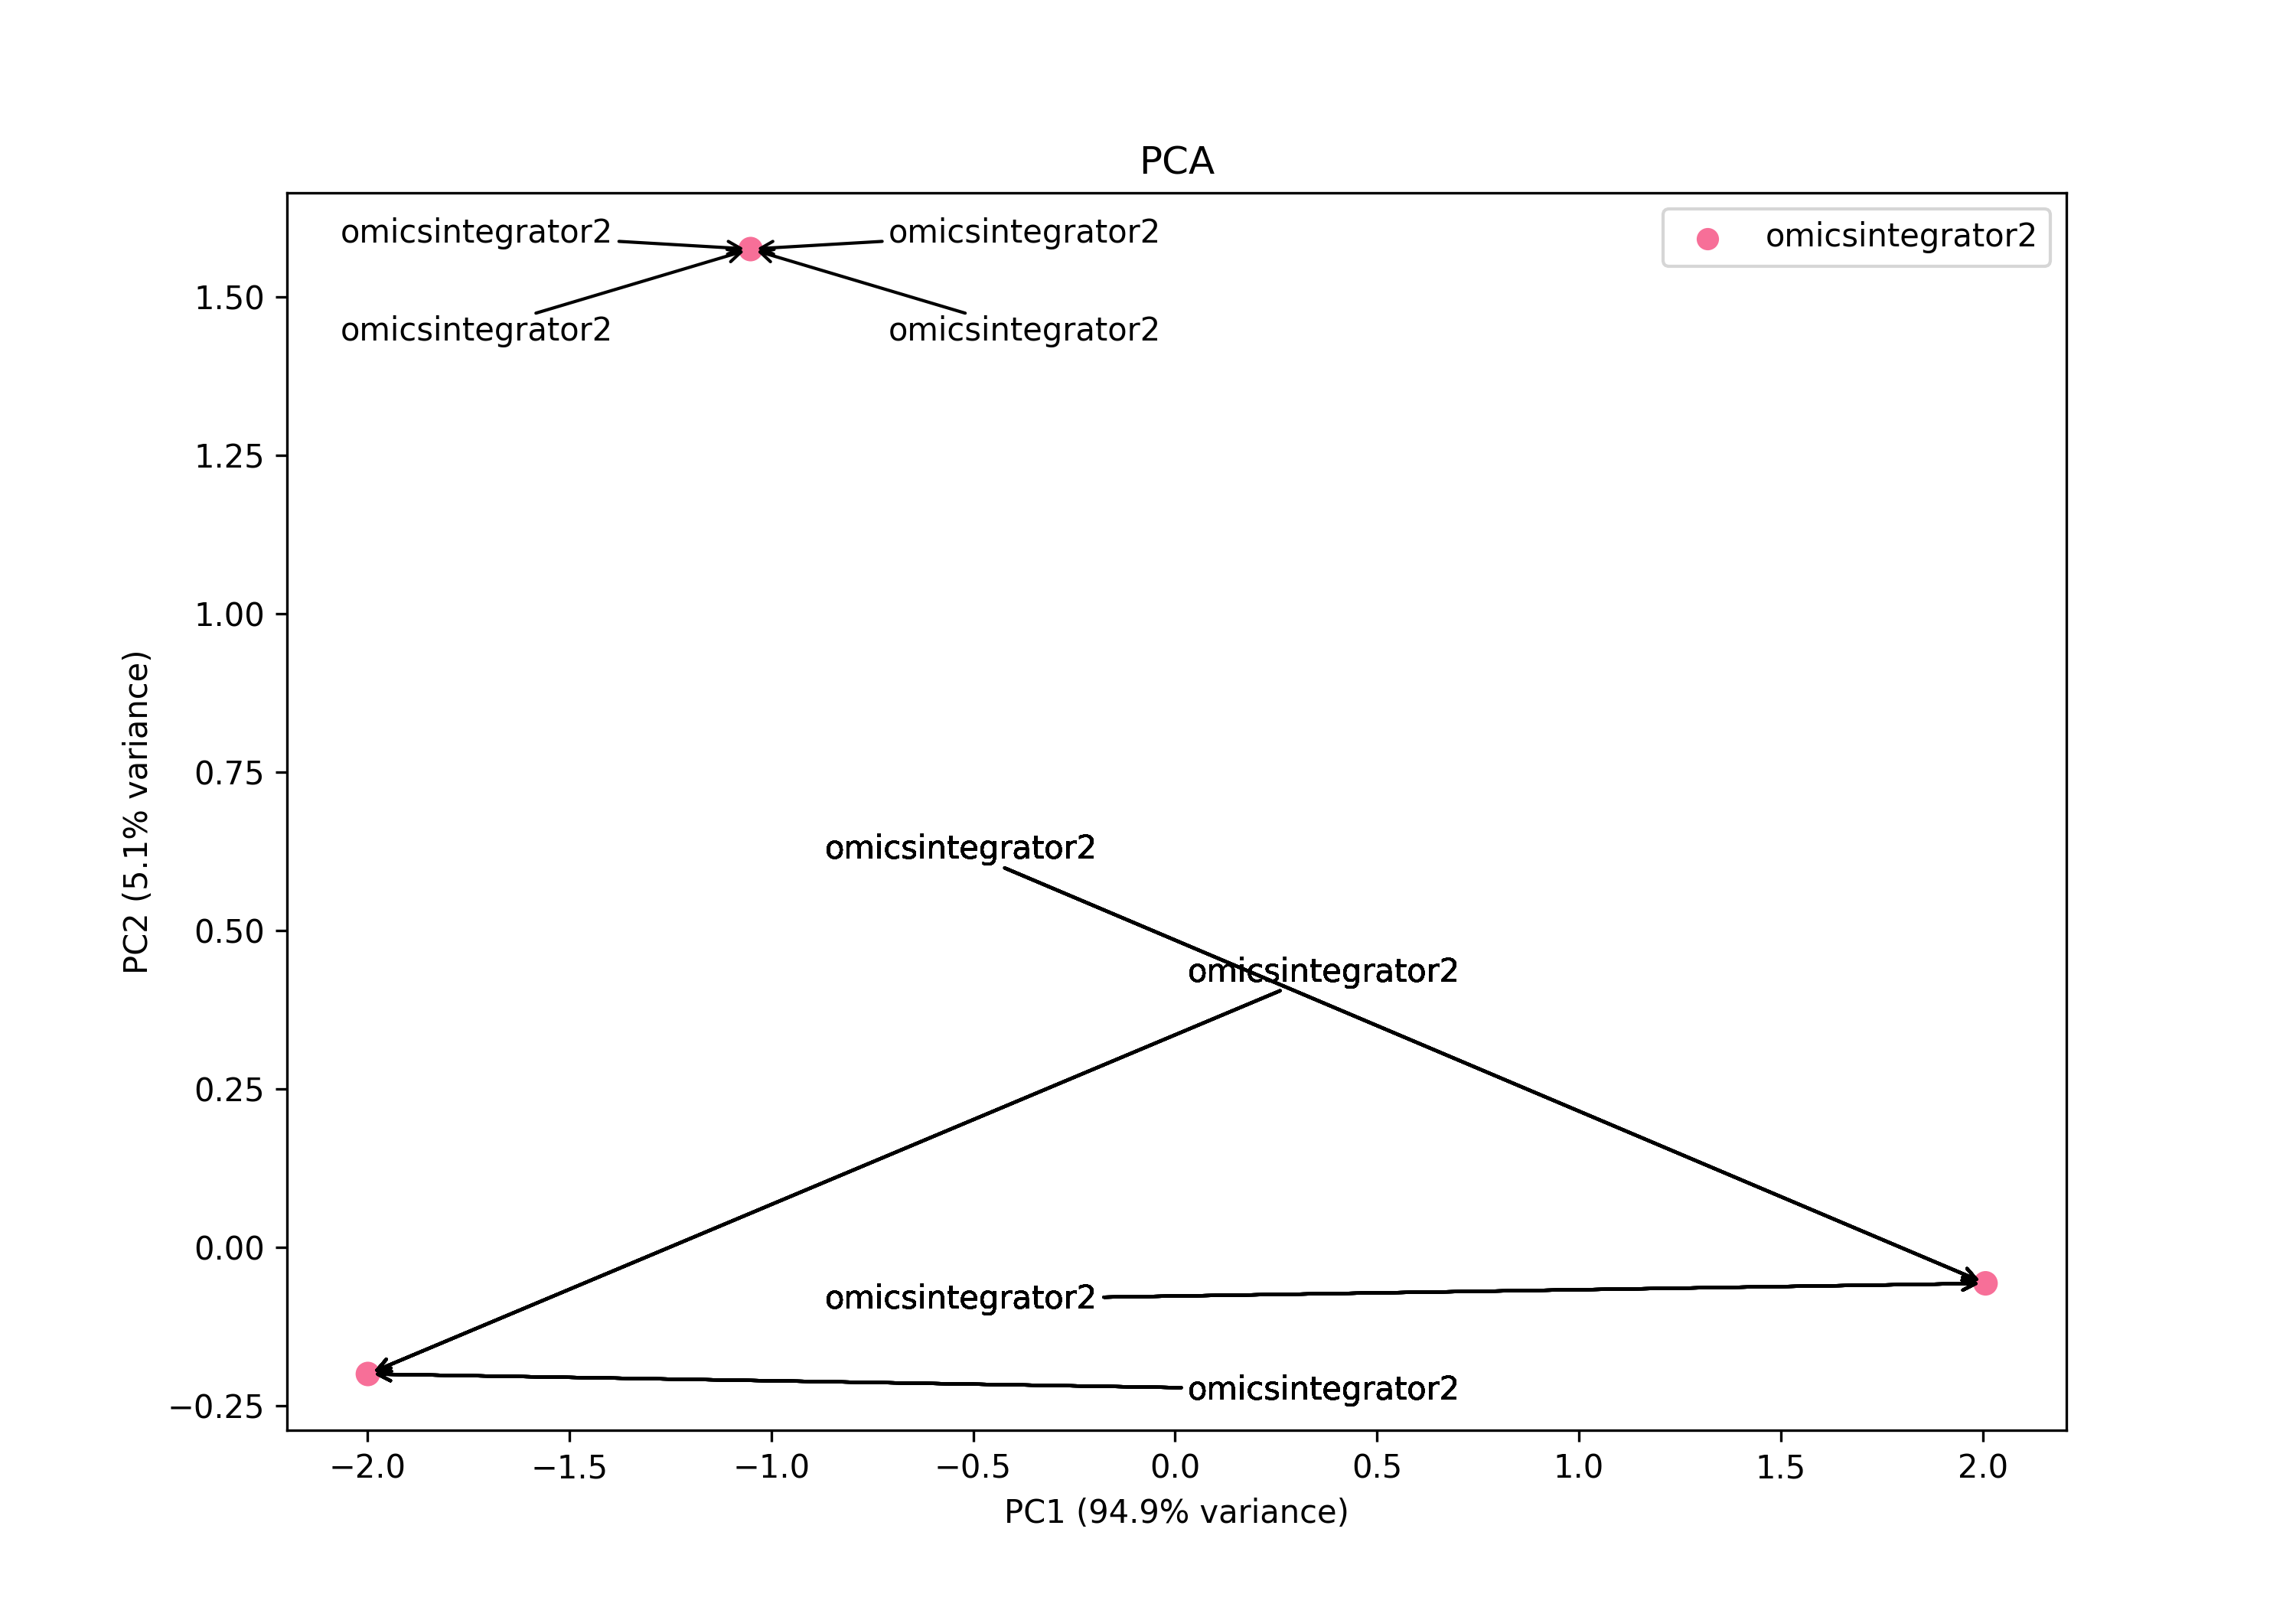 PCA
omicsintegrator2
omicsintegrator2
omicsintegrator2
omicsintegrator2
omicsintegrator2
1.50
1.25
1.00
0.75
0.50
0.25
0.00
−0.25
PC2 (5.1% variance)
omicsintegrator2
omicsintegrator2
omicsintegrator2
omicsintegrator2
−2.0
−1.5
−1.0
−0.5
0.0
0.5
1.0
1.5
2.0
PC1 (94.9% variance)